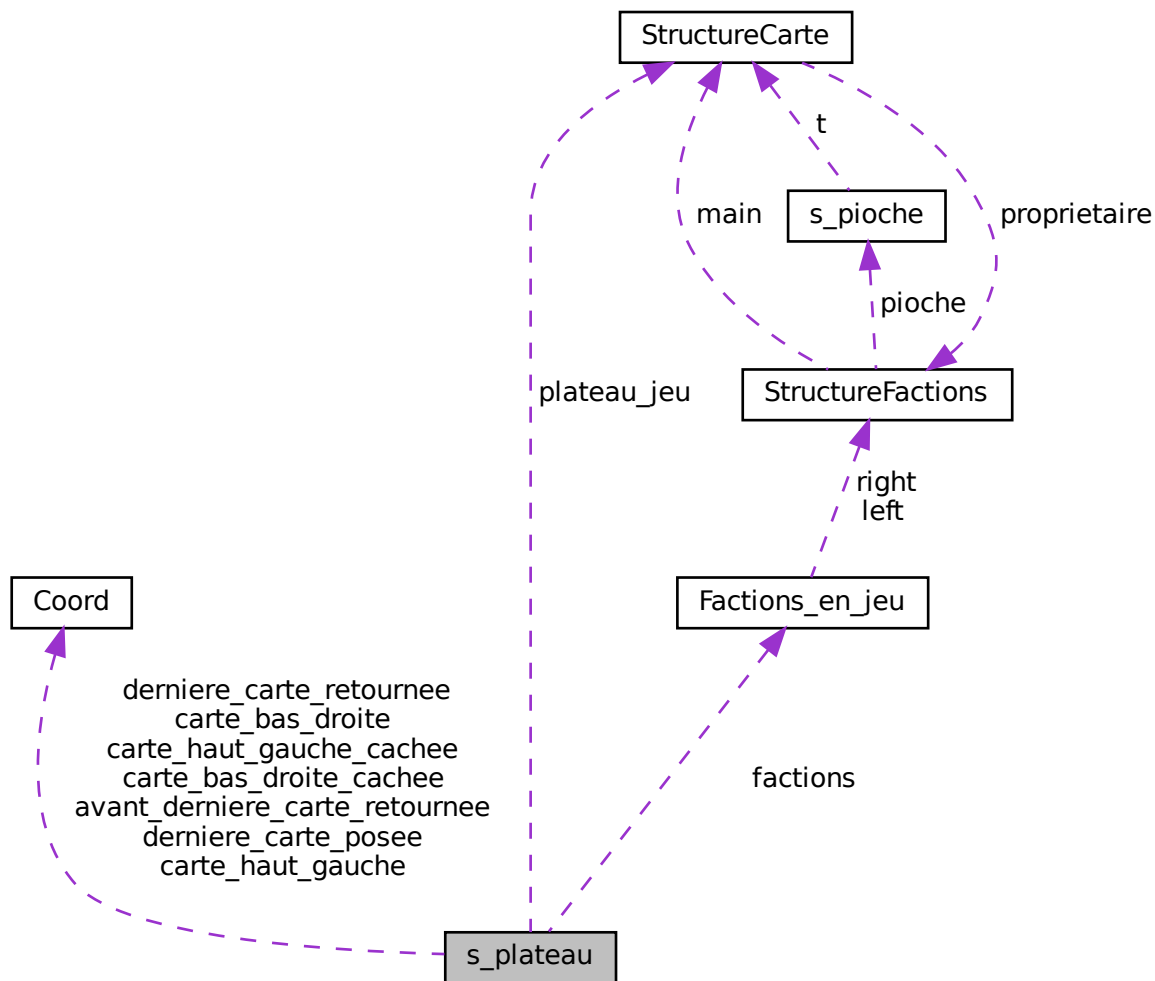 StructureCarte
t
main
s_pioche
proprietaire
pioche
plateau_jeu
StructureFactions
right
left
Coord
Factions_en_jeu
derniere_carte_retournee
carte_bas_droite
carte_haut_gauche_cachee
carte_bas_droite_cachee
avant_derniere_carte_retournee
derniere_carte_posee
carte_haut_gauche
factions
s_plateau